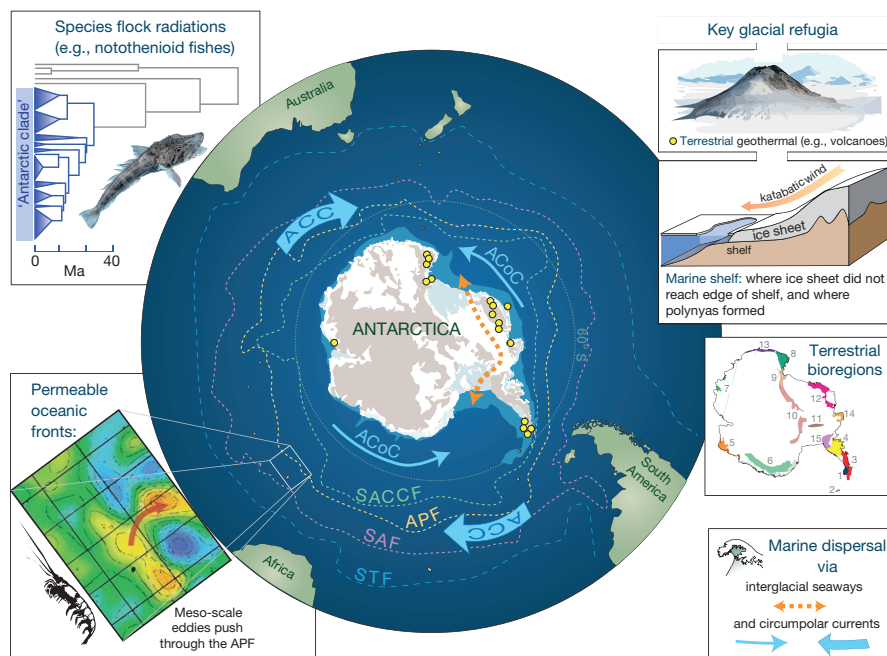 Species flock radiations
(e.g., notothenioid fishes)
'Antarctic clade'
0
40
Ma
Permeable
oceanic
fronts:
Meso-scale
eddies push
through the APF
Australia
ACC
ACoC
ANTARCTICA
60° S
ACoC
SACCF
APF
ACC
SAF
STF
Africa
South
America
Key glacial refugia
Terrestrial geothermal (e.g., volcanoes)
katabatic wind
ice sheet
shelf
Marine shelf: where ice sheet did not
reach edge of shelf, and where
polynyas formed
Terrestrial
bioregions
13
8
9
7
12
10
11
14
5
15
4
6
3
1
2
Marine dispersal
via
interglacial seaways
and circumpolar currents